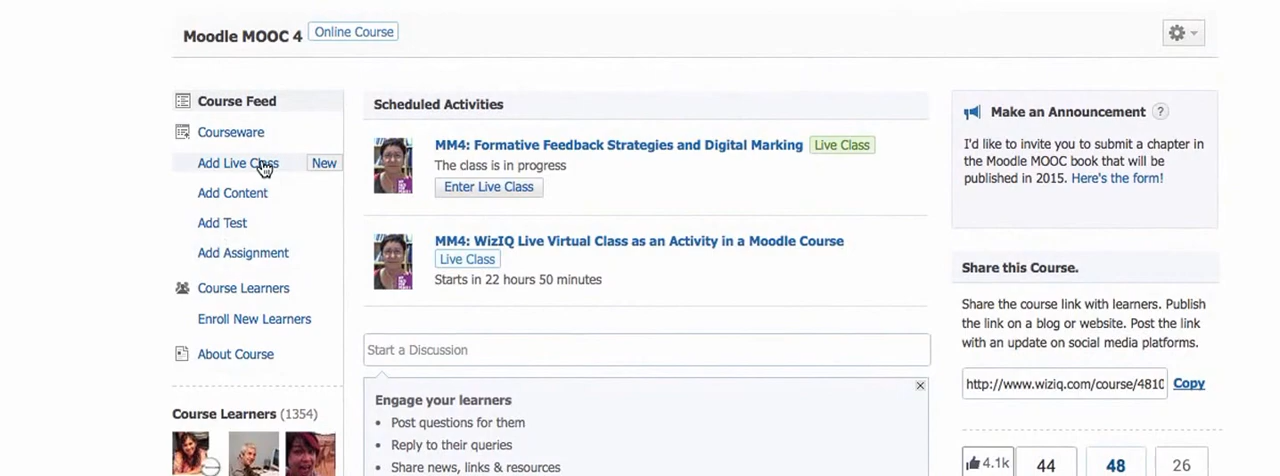 Moodle MOOC 4 Online Course
Course Feed
Courseware
Add Live Class New
Add Content
Add Test
Add Assignment
Course Learners
Enroll New Learners
About Course
Course Learners (1354)
Scheduled Activities
MM4: Formative Feedback Strategies and Digital Marking Live Class
The class is in progress
Enter Live Class
MM4: WizIQ Live Virtual Class as an Activity in a Moodle Course
Live Class
Starts in 22 hours 50 minutes
Start a Discussion
Engage your learners
• Post questions for them
• Reply to their queries
• Share news, links & resources
Make an Announcement ?
I'd like to invite you to submit a chapter in
the Moodle MOOC book that will be
published in 2015. Here's the form!
Share this Course.
Share the course link with learners. Publish
the link on a blog or website. Post the link
with an update on social media platforms.
http://www.wiziq.com/course/4810 Copy
4.1k 44 48 26